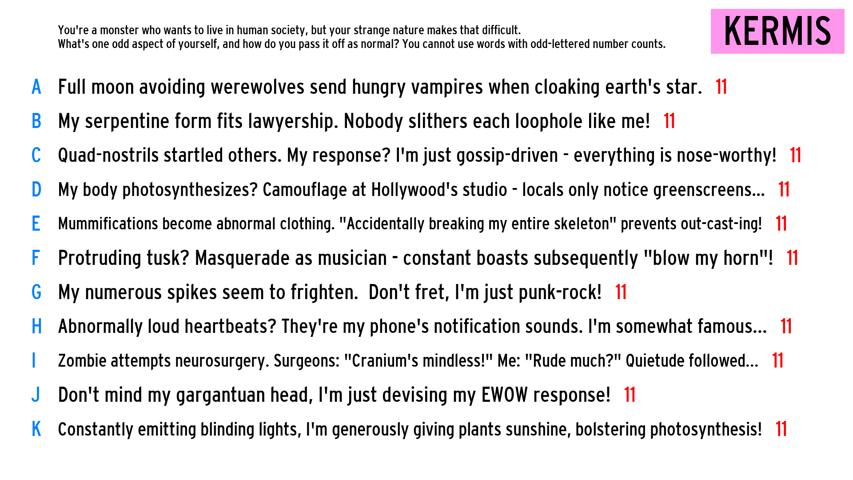 You're a monster who wants to live in human society, but your strange nature makes that difficult.
What's one odd aspect of yourself, and how do you pass it off as normal? You cannot use words with odd-lettered number counts.
KERMIS
A Full moon avoiding werewolves send hungry vampires when cloaking earth's star. 11
B My serpentine form fits lawyership. Nobody slithers each loophole like me! 11
C Quad-nostrils startled others. My response? I'm just gossip-driven - everything is nose-worthy! 11
D My body photosynthesizes? Camouflage at Hollywood's studio - locals only notice greenscreens... 11
E Mummifications become abnormal clothing. "Accidentally breaking my entire skeleton" prevents out-cast-ing! 11
F Protruding tusk? Masquerade as musician - constant boasts subsequently "blow my horn"! 11
G My numerous spikes seem to frighten.  Don't fret, I'm just punk-rock! 11
H Abnormally loud heartbeats? They're my phone's notification sounds. I'm somewhat famous... 11
I Zombie attempts neurosurgery. Surgeons: "Cranium's mindless!" Me: "Rude much?" Quietude followed... 11
J Don't mind my gargantuan head, I'm just devising my EWOW response! 11
K Constantly emitting blinding lights, I'm generously giving plants sunshine, bolstering photosynthesis! 11